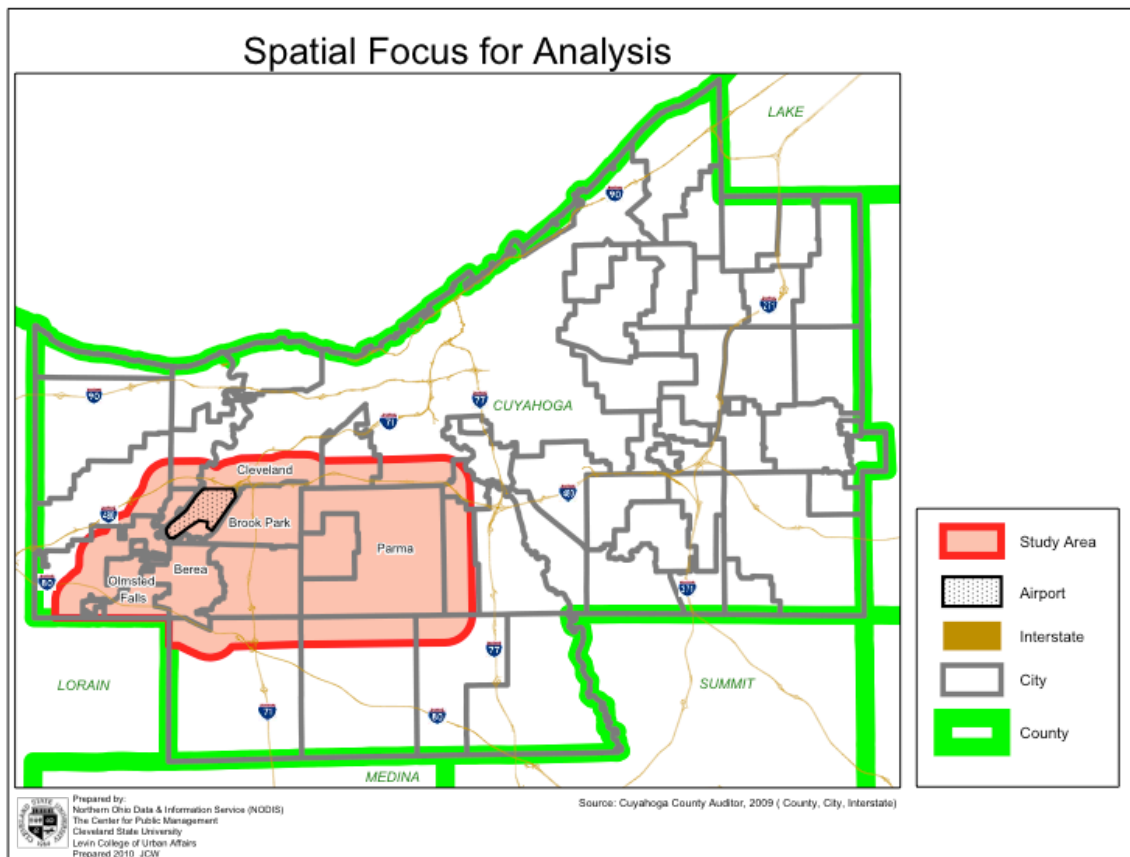 Spatial Focus for Analysis
LAKE
90
271
90
77
CUYAHOGA
71
Cleveland
480
480
Brook Park
Parma
Berea
80
Olmsted
Falls
271
77
LORAIN
SUMMIT
71
80
MEDINA
Study Area
Airport
Interstate
City
County
Prepared by:
Northern Ohio Data & Information Service (NODIS)
The Center for Public Management
Cleveland State University
Levin College of Urban Affairs
Prepared 2010 JCW
Source: Cuyahoga County Auditor, 2009 ( County, City, Interstate)